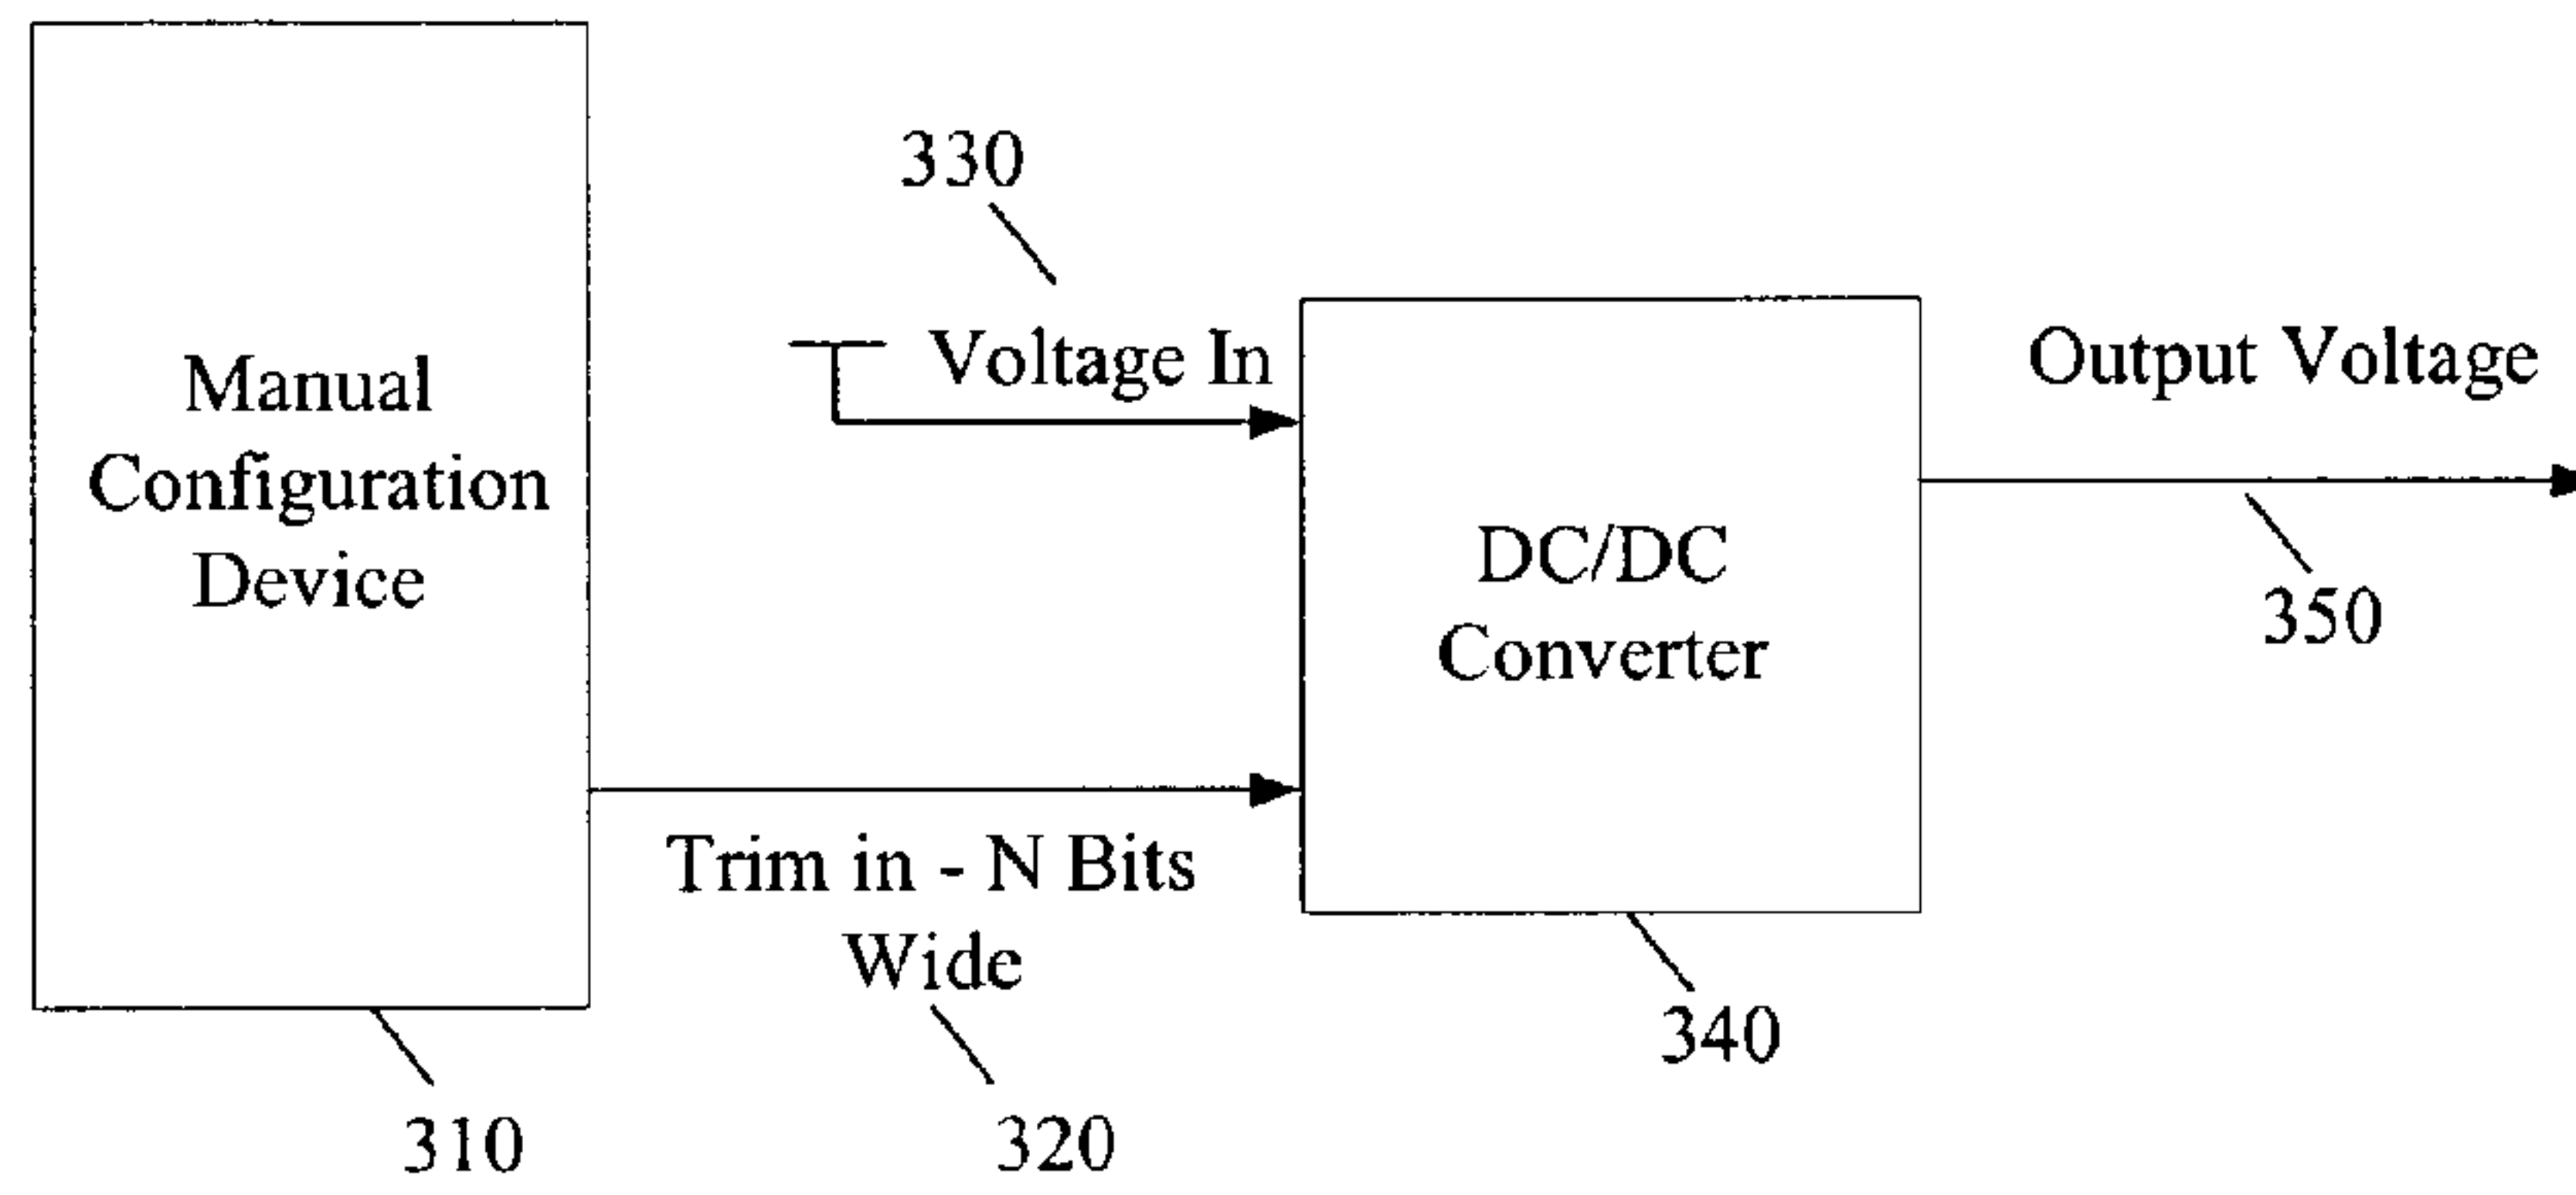 330
Manual
Configuration
Device
Voltage In
Output Voltage
DC/DC
Converter
350
Trim in - N Bits
Wide
340
310
320